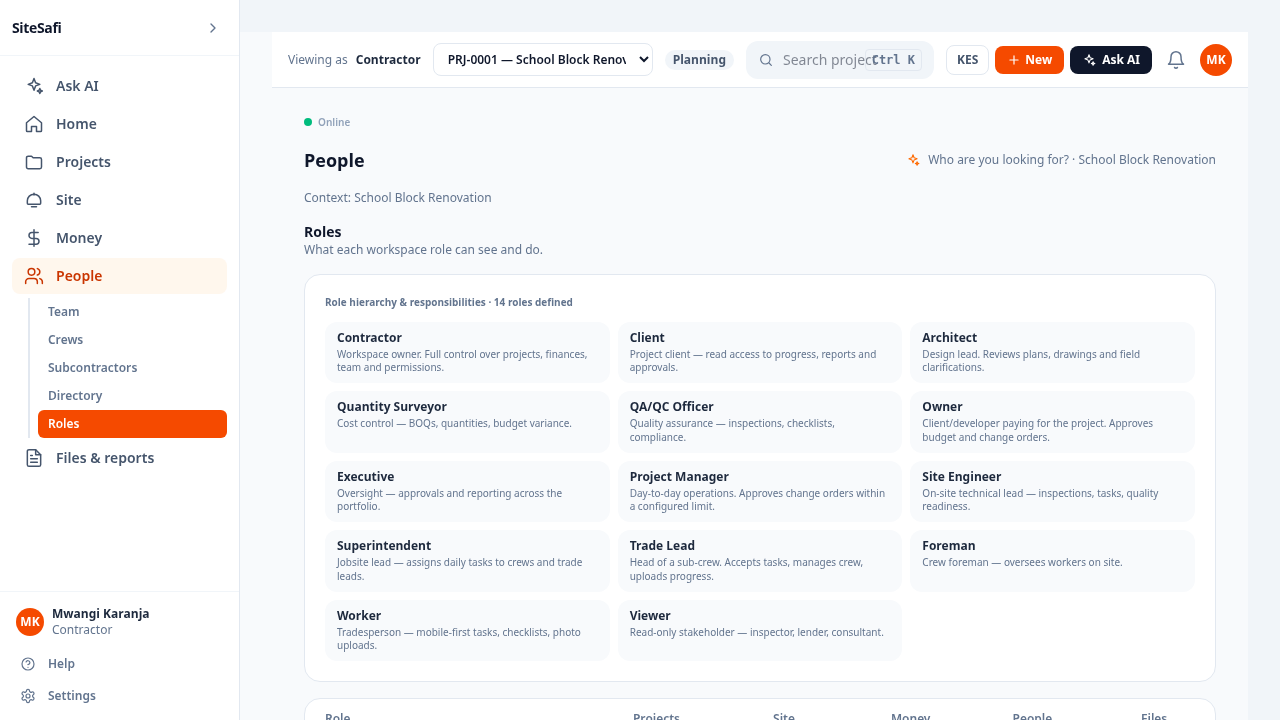 SiteSafi
Ask AI
Home
Projects
Site
Money
People
Team
Crews
Subcontractors
Directory
Roles
Files & reports
MK
Mwangi Karanja
Contractor
Help
Settings
Viewing as Contractor
PRJ-0001 — School Block Renov
Planning
Search project
Ctrl K
KES
New
Ask AI
MK
Online
People
Who are you looking for? · School Block Renovation
Context: School Block Renovation
Roles
What each workspace role can see and do.
Role hierarchy & responsibilities · 14 roles defined
Contractor
Workspace owner. Full control over projects, finances,
team and permissions.
Client
Project client — read access to progress, reports and
approvals.
Architect
Design lead. Reviews plans, drawings and field
clarifications.
Quantity Surveyor
Cost control — BOQs, quantities, budget variance.
QA/QC Officer
Quality assurance — inspections, checklists,
compliance.
Owner
Client/developer paying for the project. Approves
budget and change orders.
Executive
Oversight — approvals and reporting across the
portfolio.
Project Manager
Day-to-day operations. Approves change orders within
a configured limit.
Site Engineer
On-site technical lead — inspections, tasks, quality
readiness.
Superintendent
Jobsite lead — assigns daily tasks to crews and trade
leads.
Trade Lead
Head of a sub-crew. Accepts tasks, manages crew,
uploads progress.
Foreman
Crew foreman — oversees workers on site.
Worker
Tradesperson — mobile-first tasks, checklists, photo
uploads.
Viewer
Read-only stakeholder — inspector, lender, consultant.
Role Projects Site Money People Files